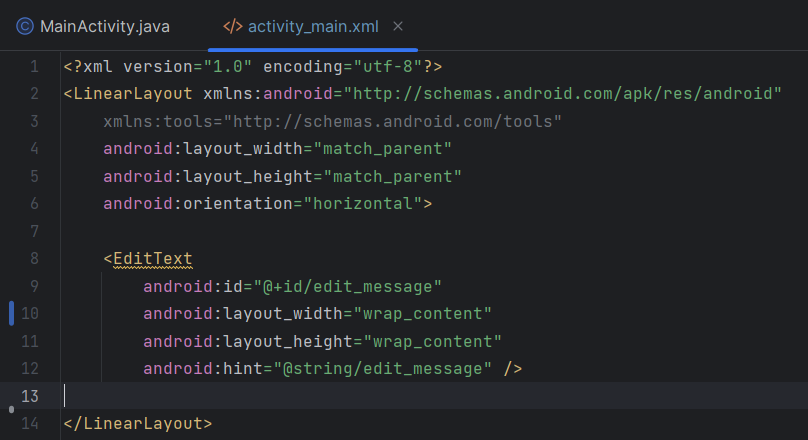 MainActivity.java activity_main.xml
1 <?xml version="1.0" encoding="utf-8"?>
2 <LinearLayout xmlns:android="http://schemas.android.com/apk/res/android"
3 xmlns:tools="http://schemas.android.com/tools"
4 android:layout_width="match_parent"
5 android:layout_height="match_parent"
6 android:orientation="horizontal">
7
8 <EditText
9 android:id="@+id/edit_message"
10 android:layout_width="wrap_content"
11 android:layout_height="wrap_content"
12 android:hint="@string/edit_message" />
13
14 </LinearLayout>